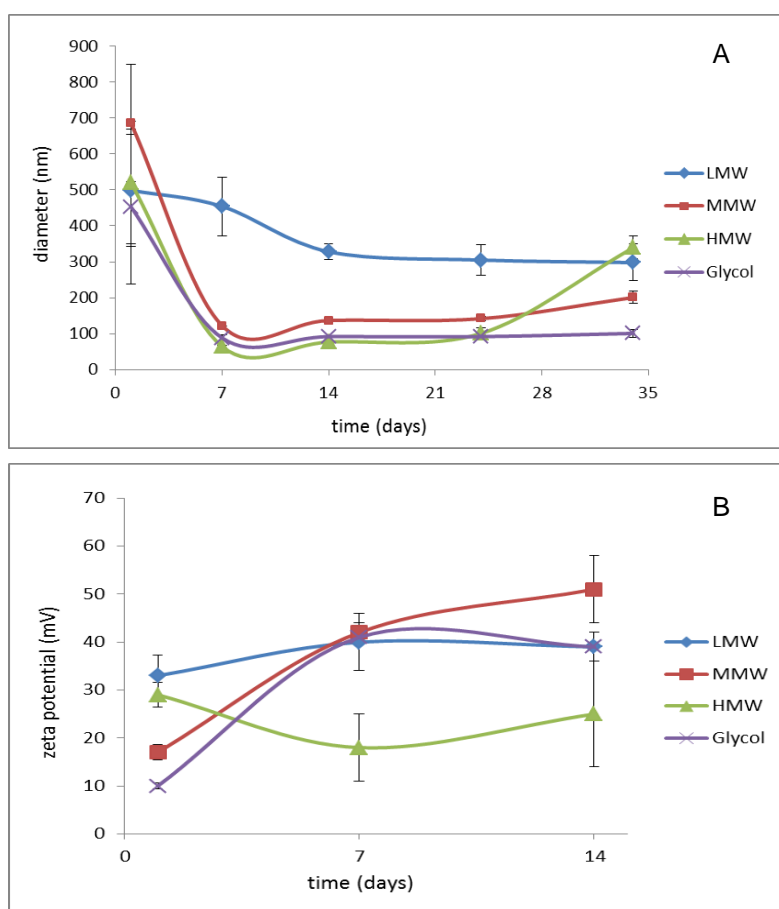 A
900
800
700
600
500
400
300
200
100
0
diameter (nm)
0 7 14 21 28 35
time (days)
LMW
MMW
HMW
Glycol
B
70
60
50
40
30
20
10
0
zeta potential (mV)
0 7 14
time (days)
LMW
MMW
HMW
Glycol